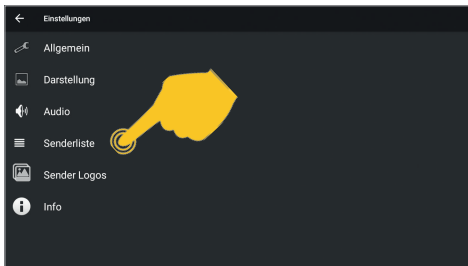 Einstellungen
Allgemein
Darstellung
Audio
Senderliste
Sender Logos
Info